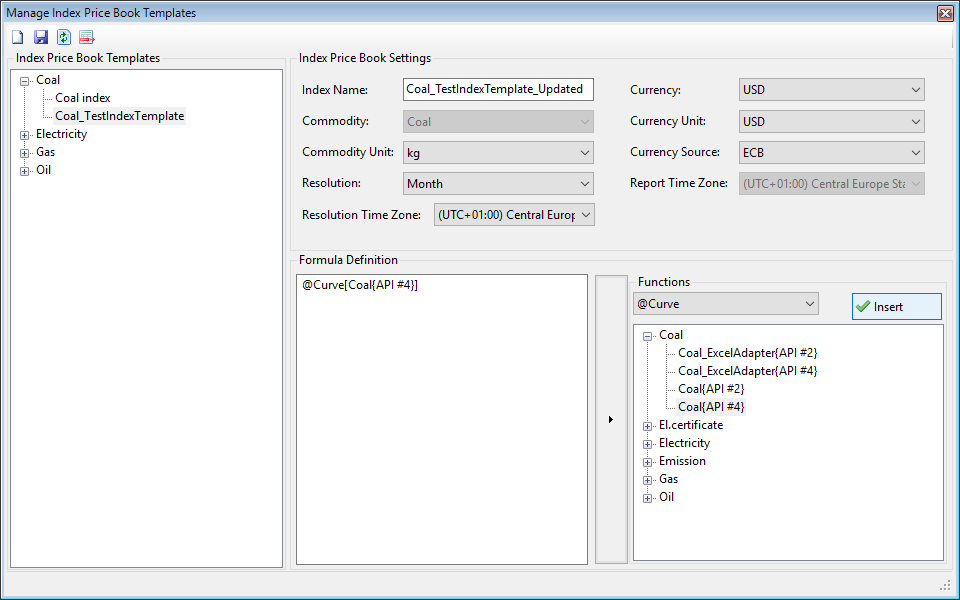 Manage Index Price Book Templates
Index Price Book Templates
Coal
Coal index
Coal_TestIndexTemplate
Electricity
Gas
Oil
Index Price Book Settings
Index Name: Coal_TestIndexTemplate_Updated
Commodity: Coal
Commodity Unit: kg
Resolution: Month
Resolution Time Zone: (UTC+01:00) Central Europ
Currency: USD
Currency Unit: USD
Currency Source: ECB
Report Time Zone: (UTC+01:00) Central Europe Sta
Formula Definition
@Curve[Coal{API #4}]
Functions
@Curve
Insert
Coal
Coal_ExcelAdapter{API #2}
Coal_ExcelAdapter{API #4}
Coal{API #2}
Coal{API #4}
El.certificate
Electricity
Emission
Gas
Oil